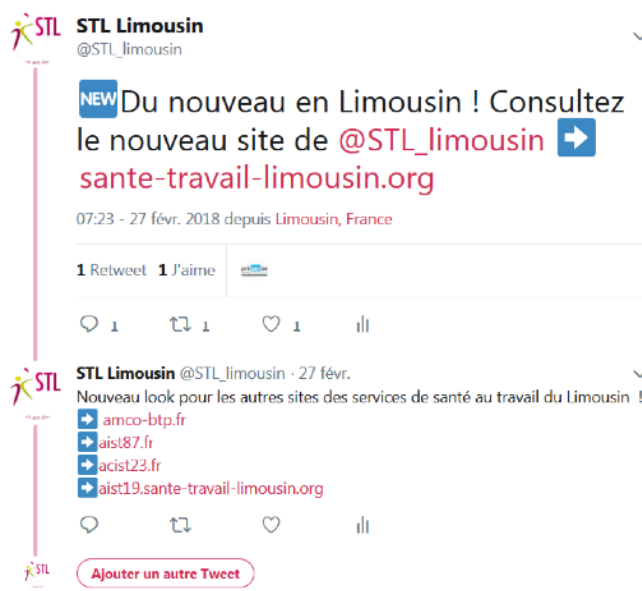 STL STL Limousin
@STL_limousin
NEW Du nouveau en Limousin ! Consultez
le nouveau site de @STL_limousin
sante-travail-limousin.org
07:23 - 27 févr. 2018 depuis Limousin, France
1 Retweet 1 J'aime
1 1 1
STL STL Limousin @STL_limousin · 27 févr.
Nouveau look pour les autres sites des services de santé au travail du Limousin !
amco-btp.fr
aist87.fr
acist23.fr
aist19.sante-travail-limousin.org
STL Ajouter un autre Tweet